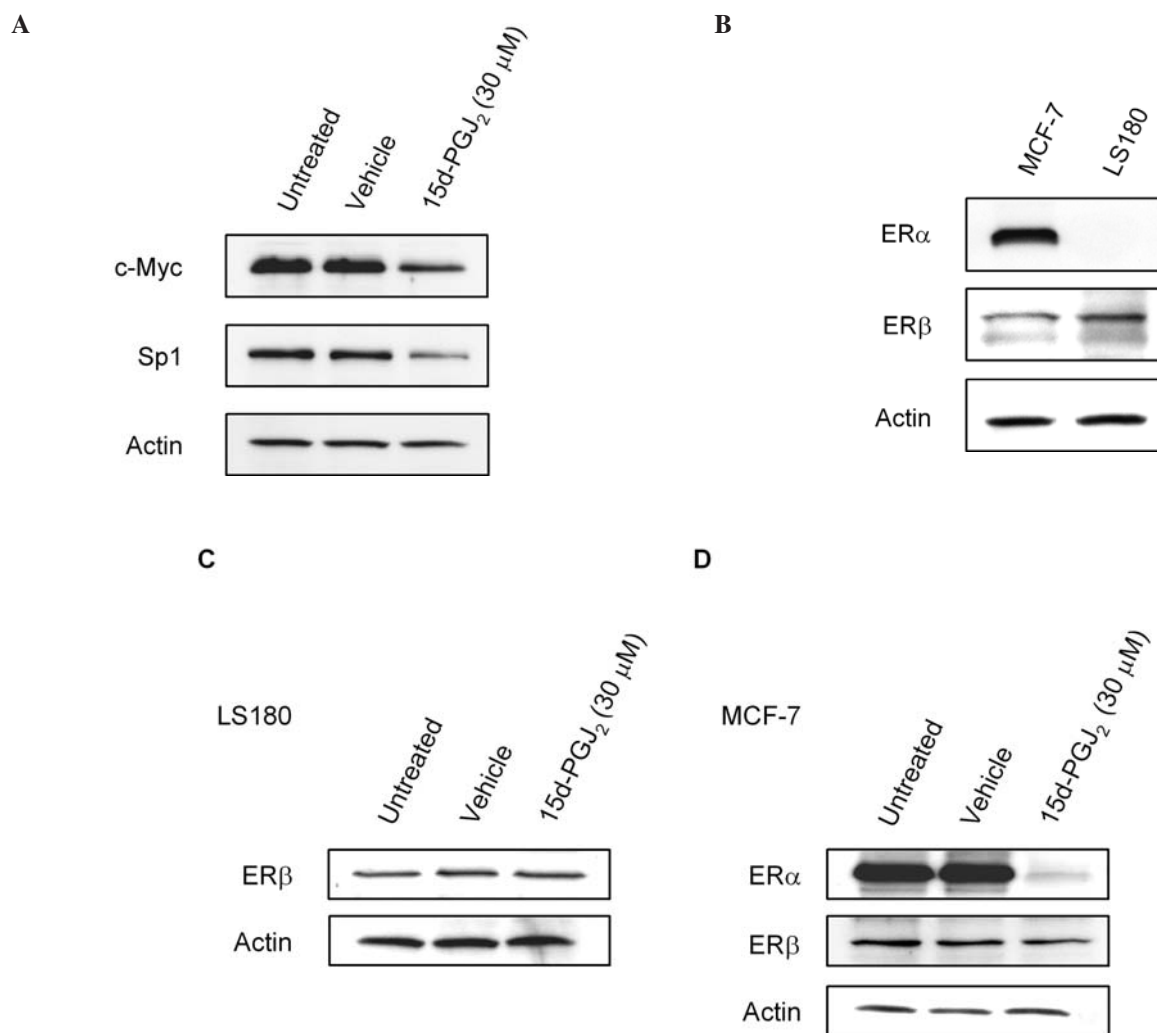 A
Untreated
Vehicle
15d-PGJ₂ (30 μM)
c-Myc
Sp1
Actin
B
MCF-7
LS180
ERα
ERβ
Actin
C
LS180
Untreated
Vehicle
15d-PGJ₂ (30 μM)
ERβ
Actin
D
MCF-7
Untreated
Vehicle
15d-PGJ₂ (30 μM)
ERα
ERβ
Actin